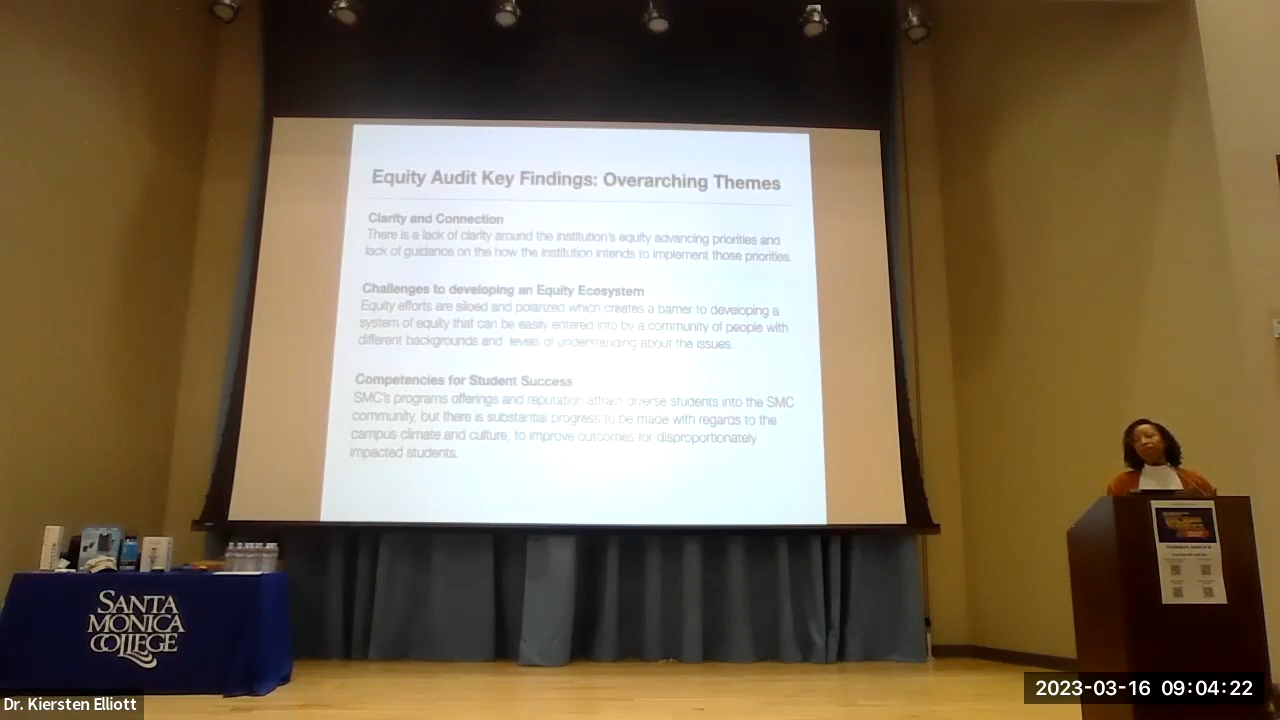 Equity Audit Key Findings: Overarching Themes
Clarity and Connection
There is a lack of clarity around the institution's equity advancing priorities and
lack of guidance on the how the institution intends to implement those priorities.
Challenges to developing an Equity Ecosystem
Equity efforts are siloed and polarized which creates a barrier to developing a
system of equity that can be easily entered into by a community of people with
different backgrounds and levels of understanding about the issues.
Competencies for Student Success
SMC's programs offerings and reputation attract diverse students into the SMC
community, but there is substantial progress to be made with regards to the
campus climate and culture, to improve outcomes for disproportionately
impacted students.
SANTA
MONICA
COLLEGE
Dr. Kiersten Elliott
2023-03-16 09:04:22